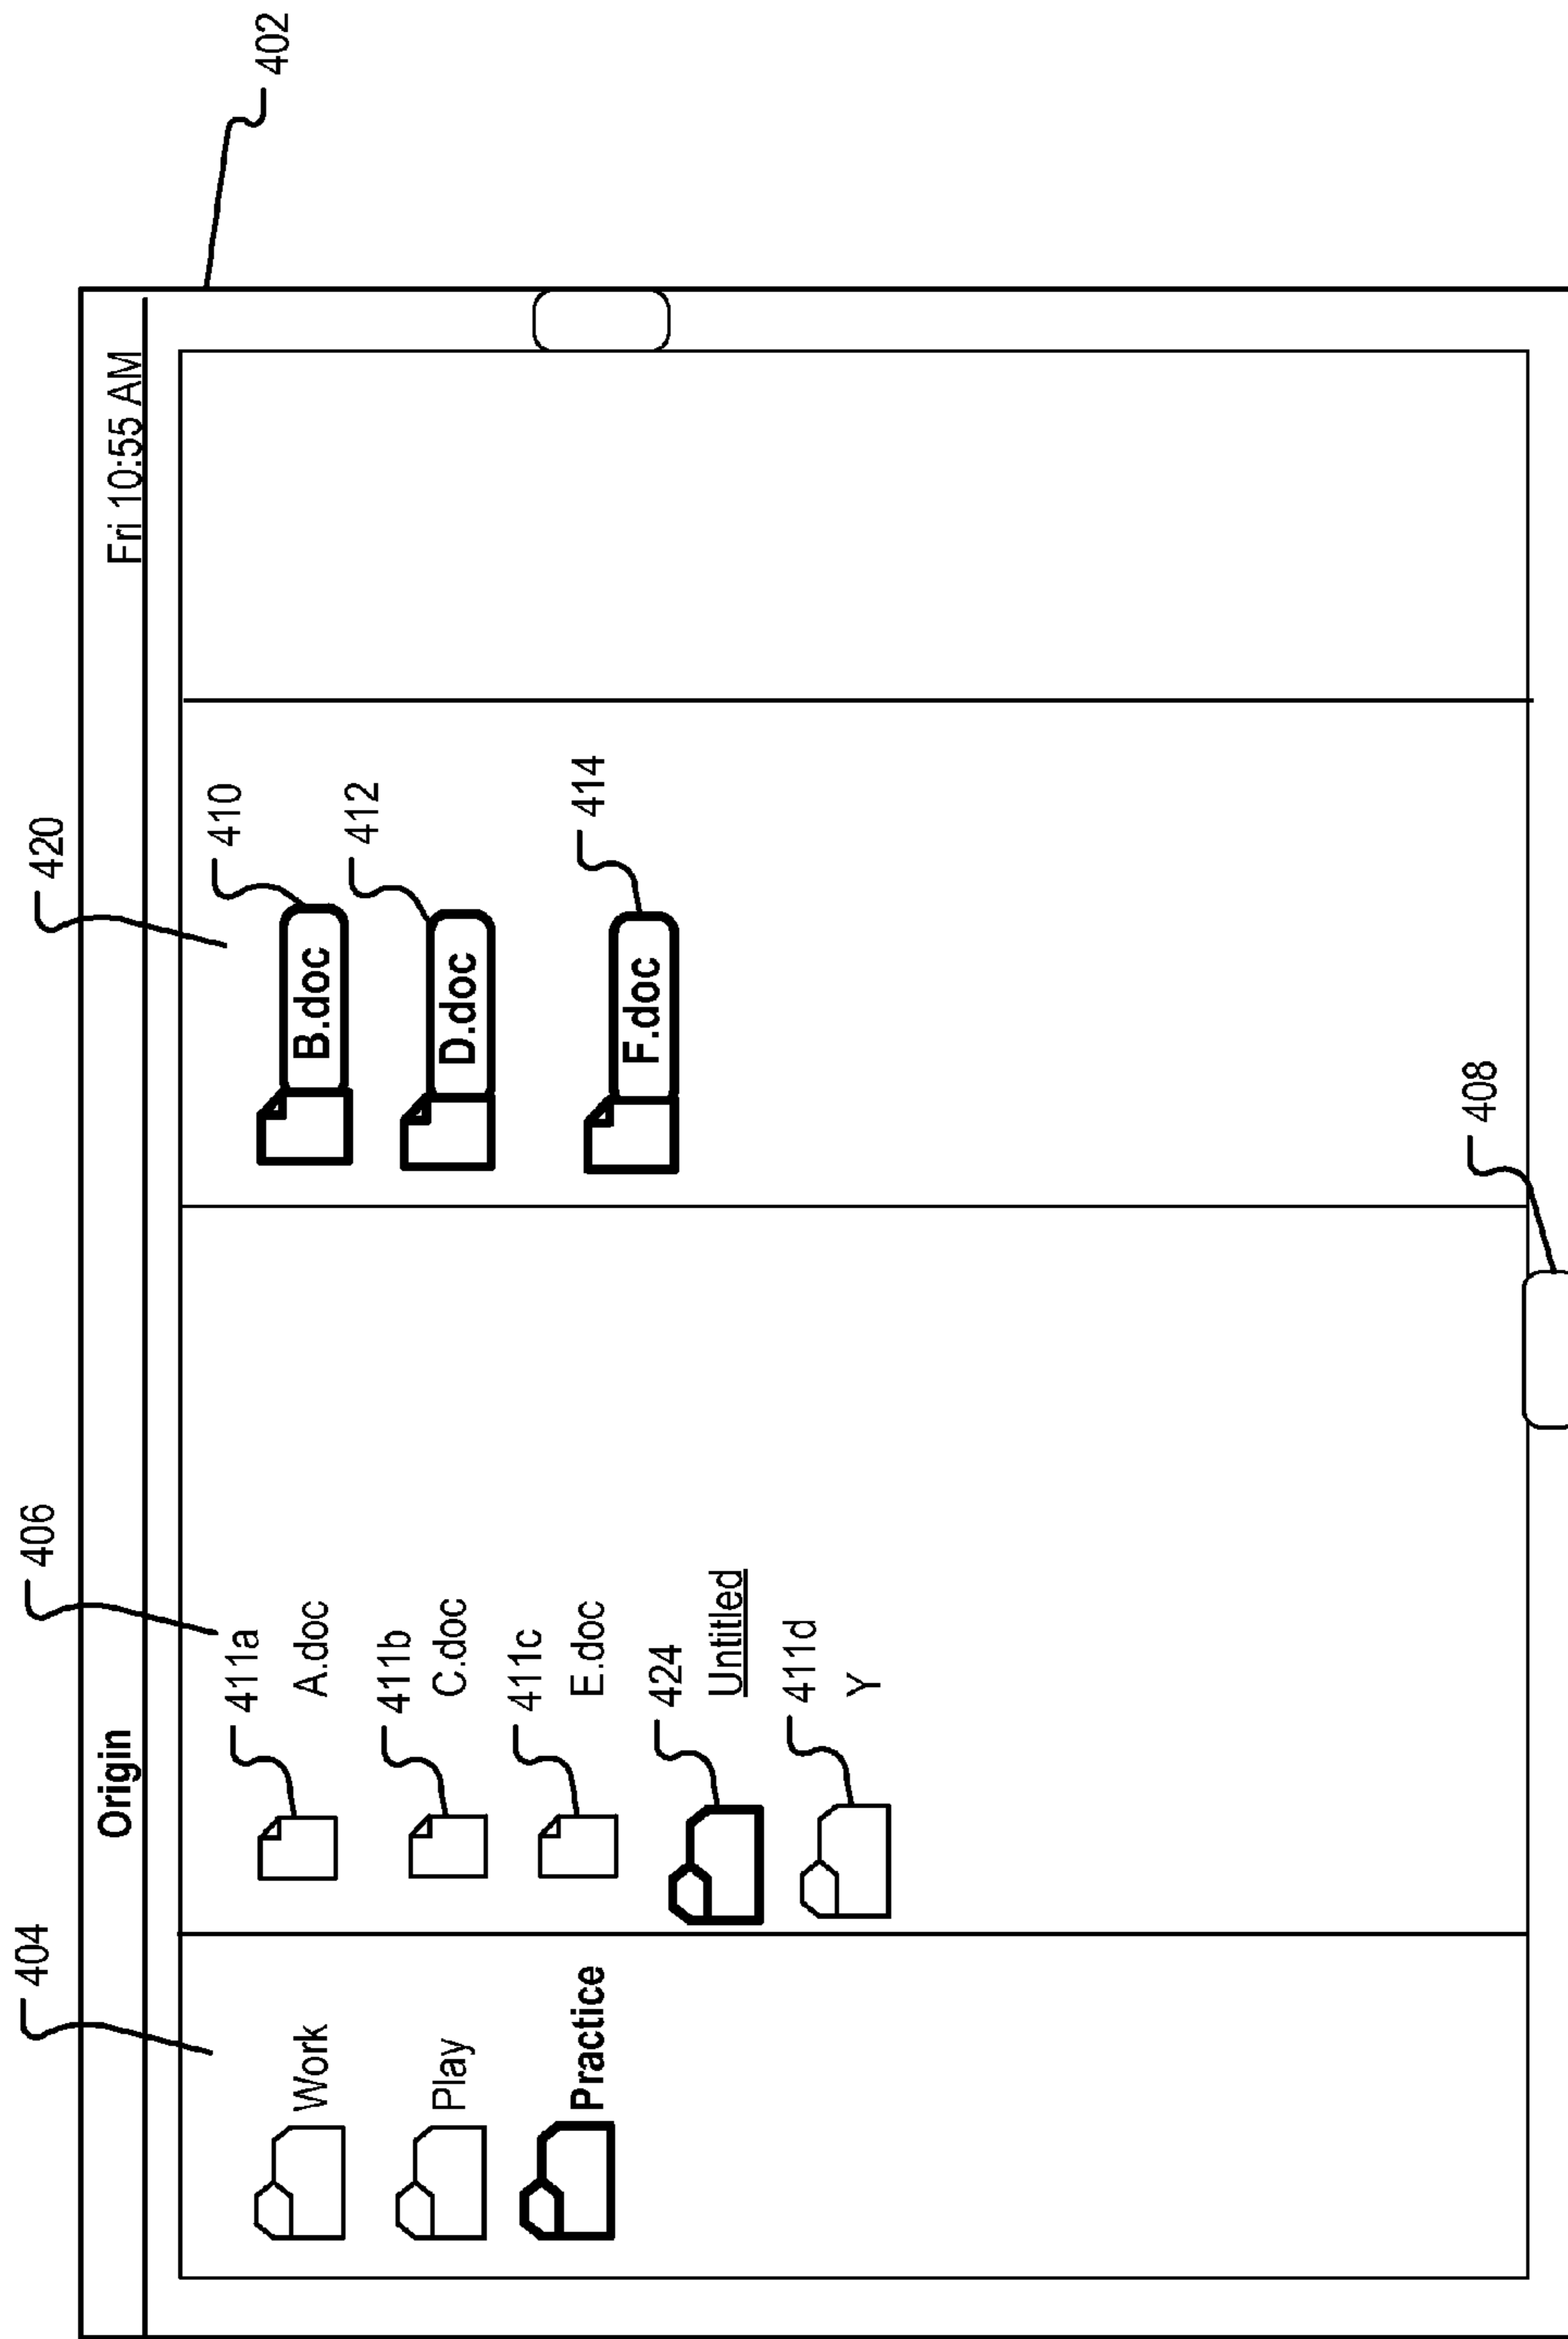 404
406
420
402
Origin
Fri 10:55 AM
Work
Play
Practice
411a
A.doc
411b
C.doc
411c
E.doc
424
Untitled
411d
Y
410
B.doc
412
D.doc
414
F.doc
408